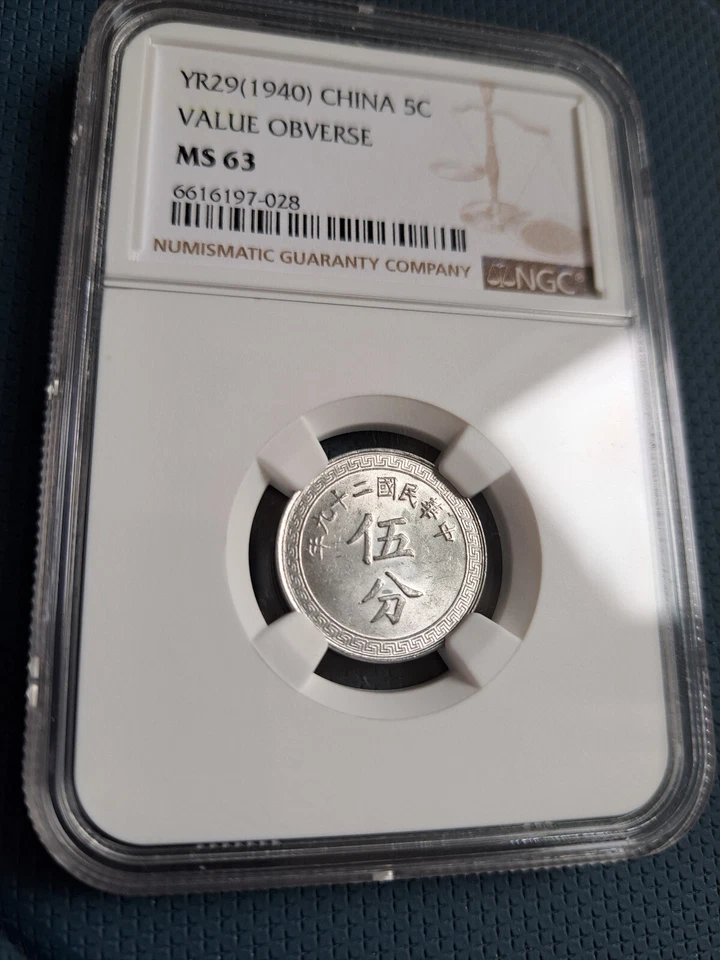 YR29(1940) CHINA 5C
VALUE OBVERSE
MS 63
6616197-028
NUMISMATIC GUARANTY COMPANY
NGC®
年九十二國民華中
伍
分